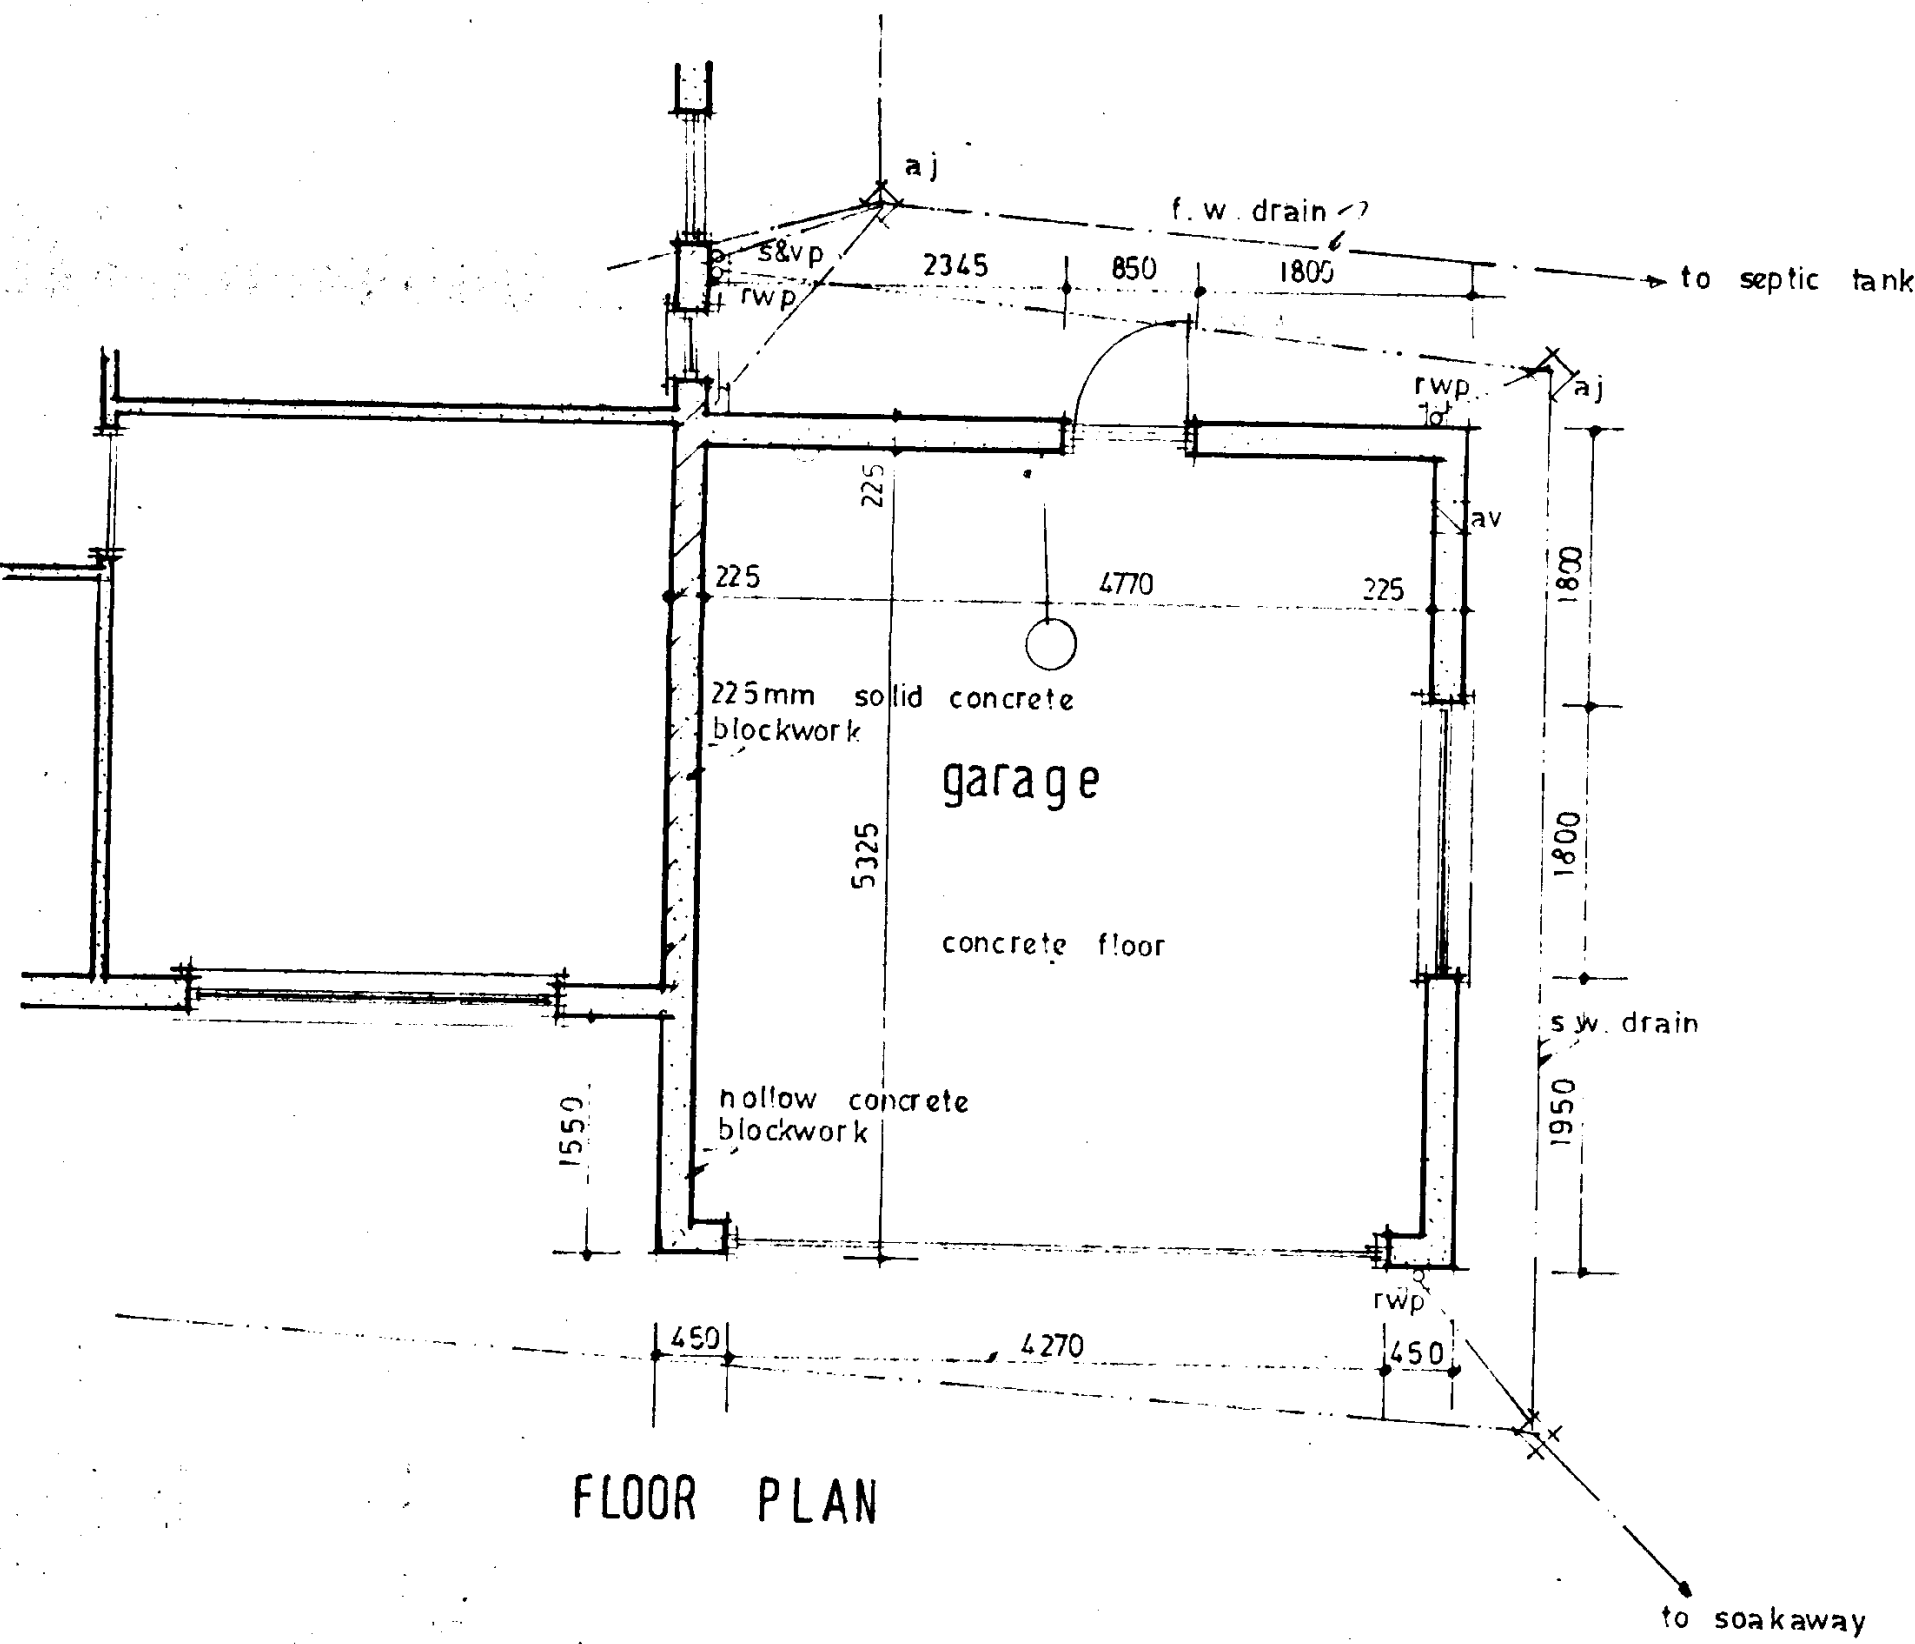 aj
f. w. drain
s&vp
2345
850
1800
to septic tank
rwp
rwp
aj
225
av
225
4770
225
1800
225mm solid concrete
blockwork
garage
5325
1800
concrete floor
s.w. drain
hollow concrete
blockwork
1550
1950
rwp
450
4270
450
FLOOR PLAN
to soakaway